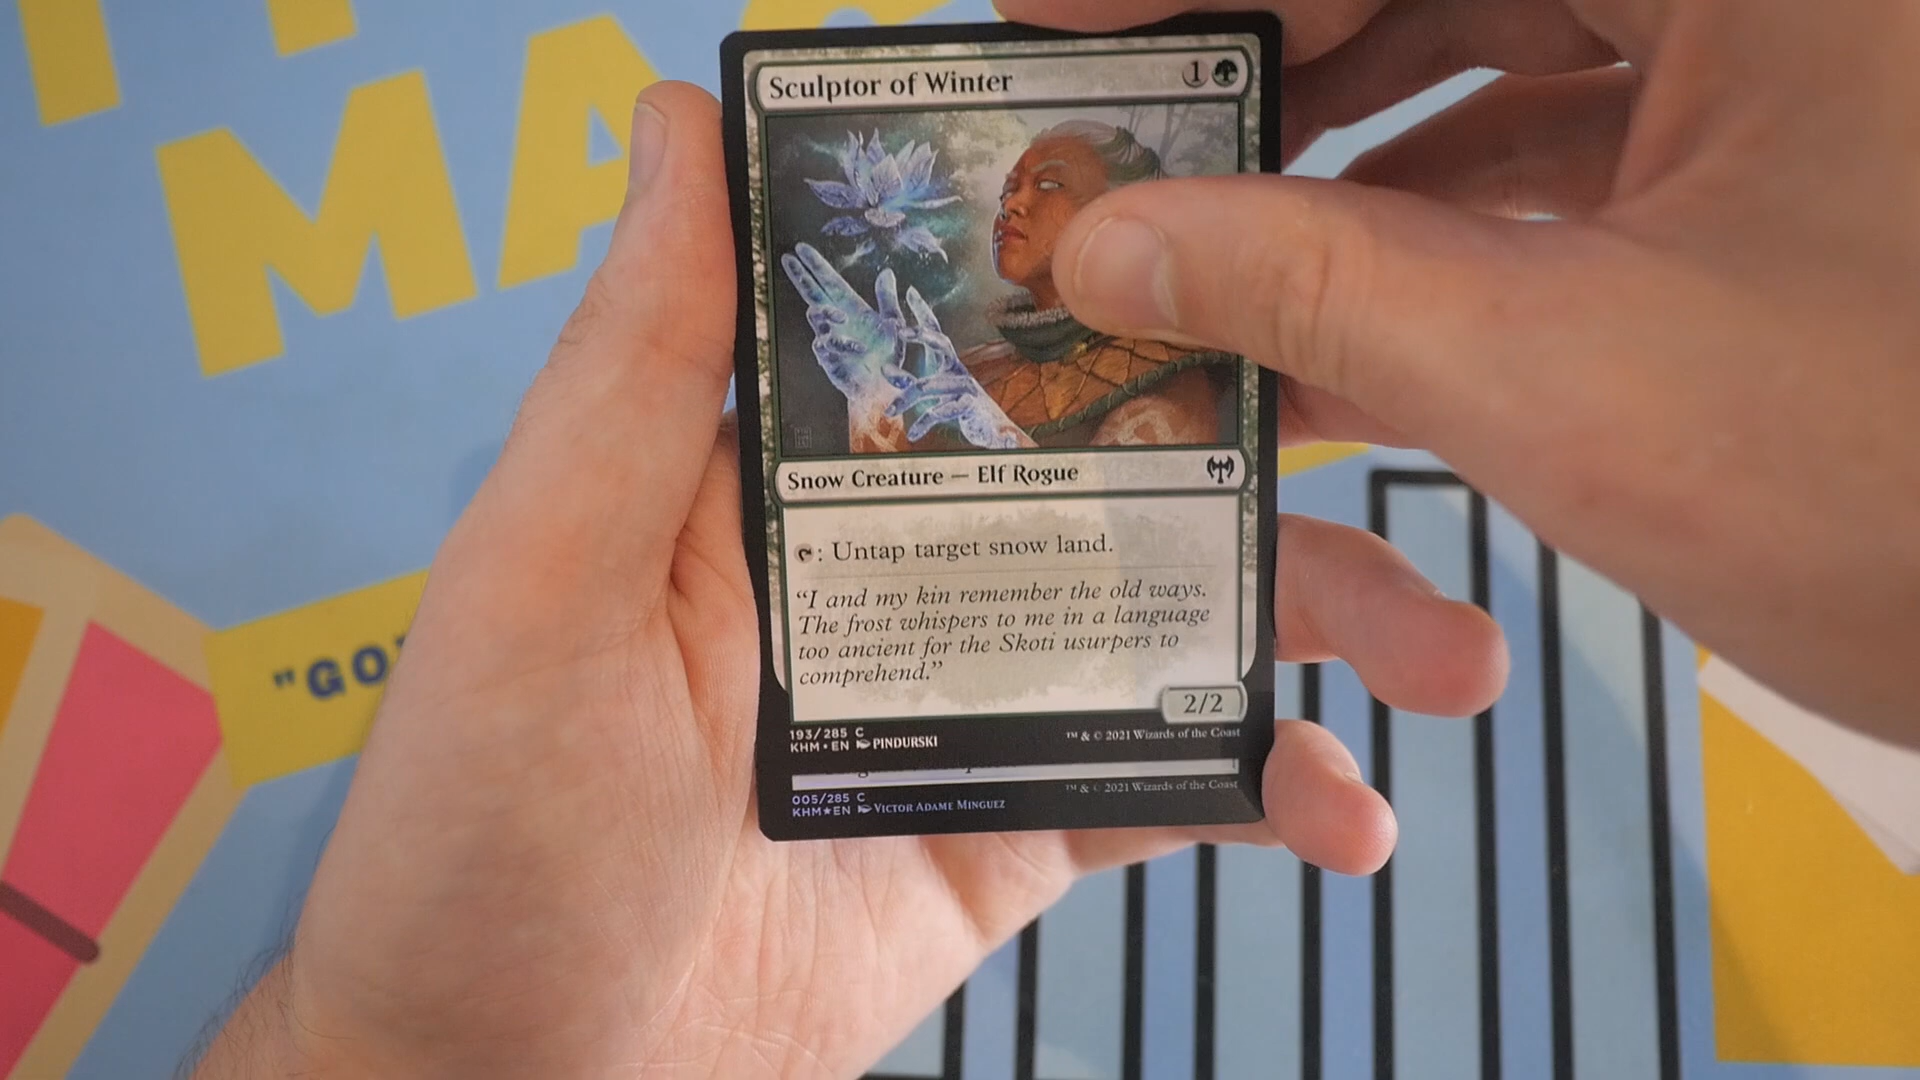 MA
"GO
Sculptor of Winter 1
Snow Creature — Elf Rogue
: Untap target snow land.
“I and my kin remember the old ways.
The frost whispers to me in a language
too ancient for the Skoti usurpers to
comprehend.”
2/2
193/285 C
KHM • EN PINDURSKI
™ & © 2021 Wizards of the Coast
005/285 C
KHM★EN VICTOR ADAME MINGUEZ
™ & © 2021 Wizards of the Coast